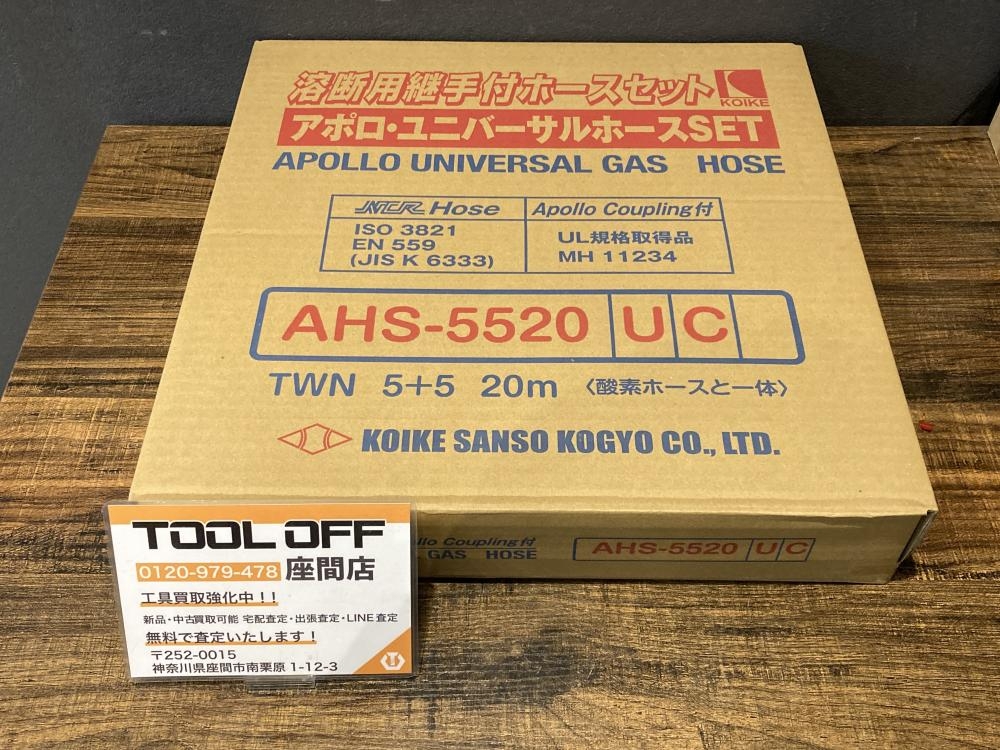 溶断用継手付ホースセット
KOIKE
アポロ・ユニバーサルホースSET
APOLLO UNIVERSAL GAS HOSE
NCR Hose
Apollo Coupling付
ISO 3821
EN 559
(JIS K 6333)
UL規格取得品
MH 11234
AHS-5520 U C
TWN 5+5 20m 〈酸素ホースと一体〉
KOIKE SANSO KOGYO CO., LTD.
Coupling付
GAS HOSE
AHS-5520 U C
TOOL OFF
0120-979-478 座間店
工具買取強化中！！
新品・中古買取可能 宅配査定・出張査定・LINE査定
無料で査定いたします！
〒252-0015
神奈川県座間市南栗原 1-12-3